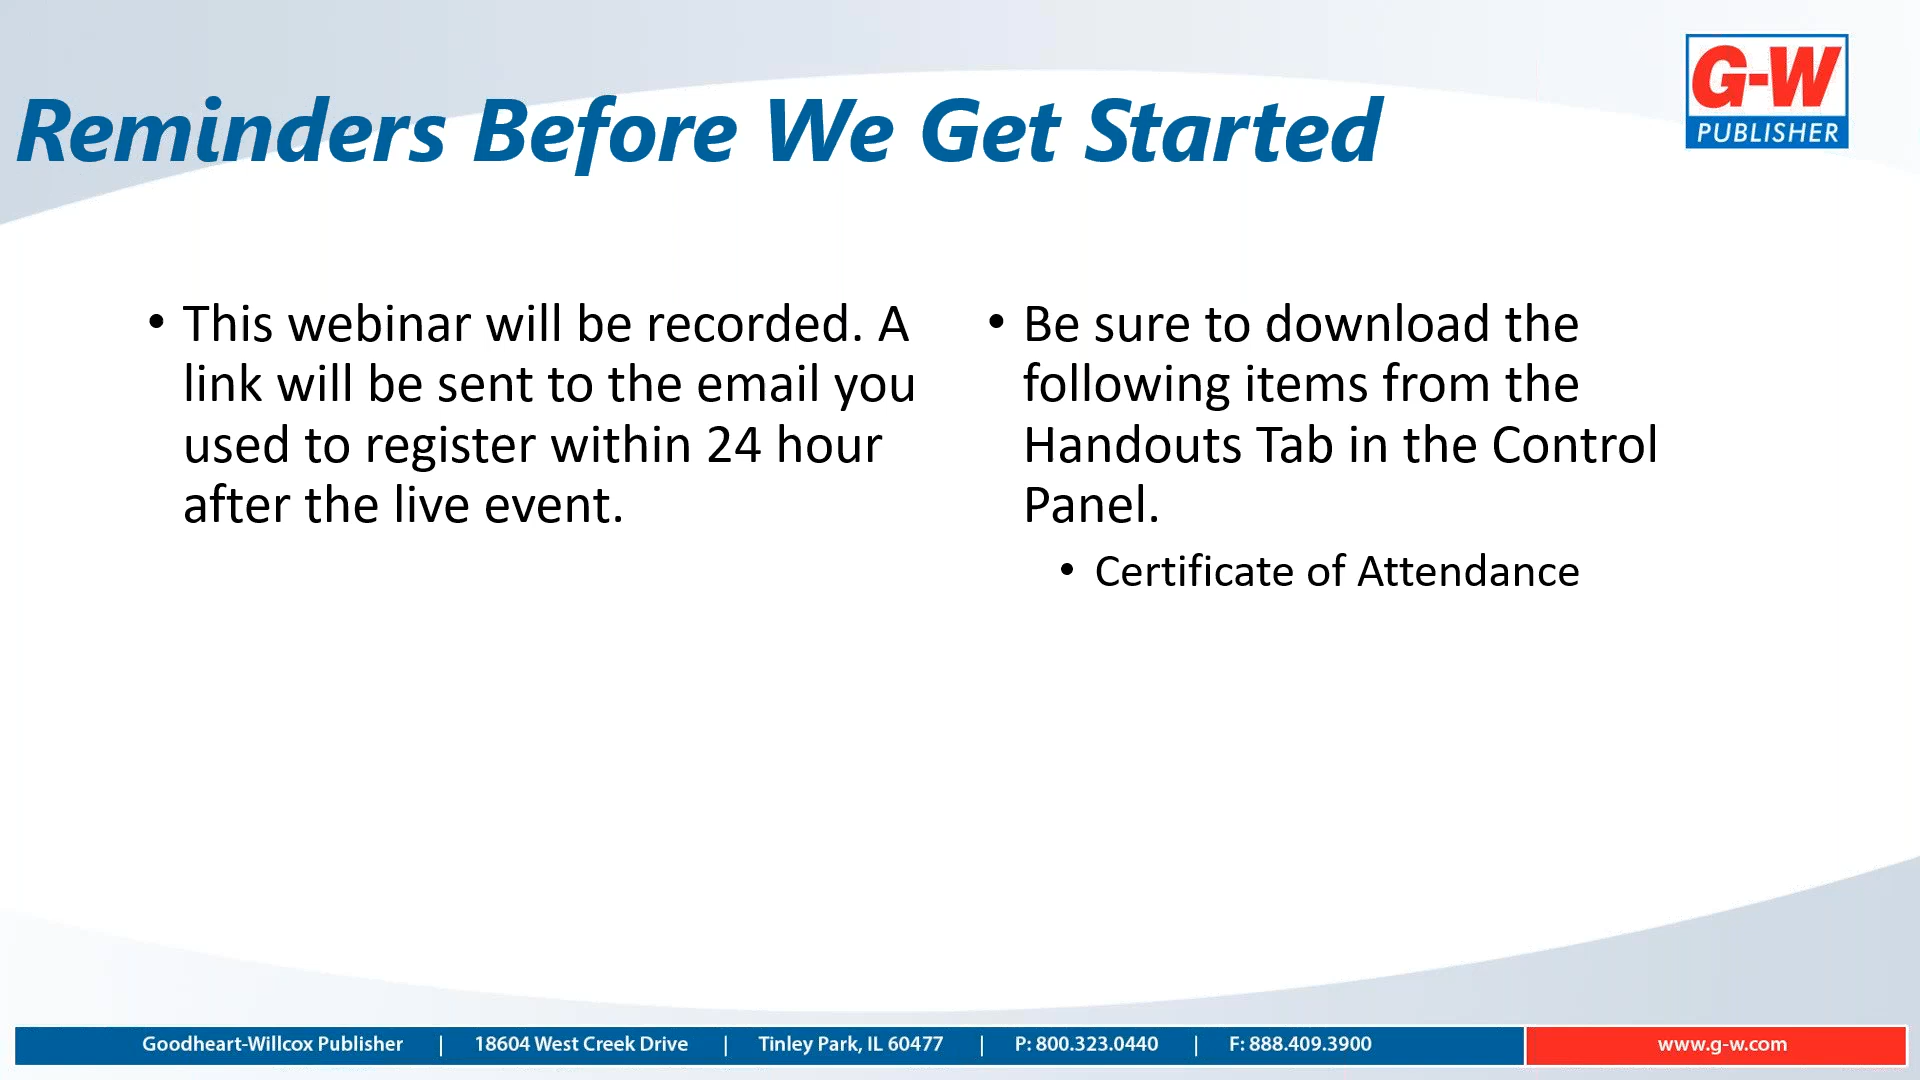 Reminders Before We Get Started
G-W
PUBLISHER
• This webinar will be recorded. A
link will be sent to the email you
used to register within 24 hour
after the live event.
• Be sure to download the
following items from the
Handouts Tab in the Control
Panel.
• Certificate of Attendance
Goodheart-Willcox Publisher | 18604 West Creek Drive | Tinley Park, IL 60477 | P: 800.323.0440 | F: 888.409.3900
www.g-w.com